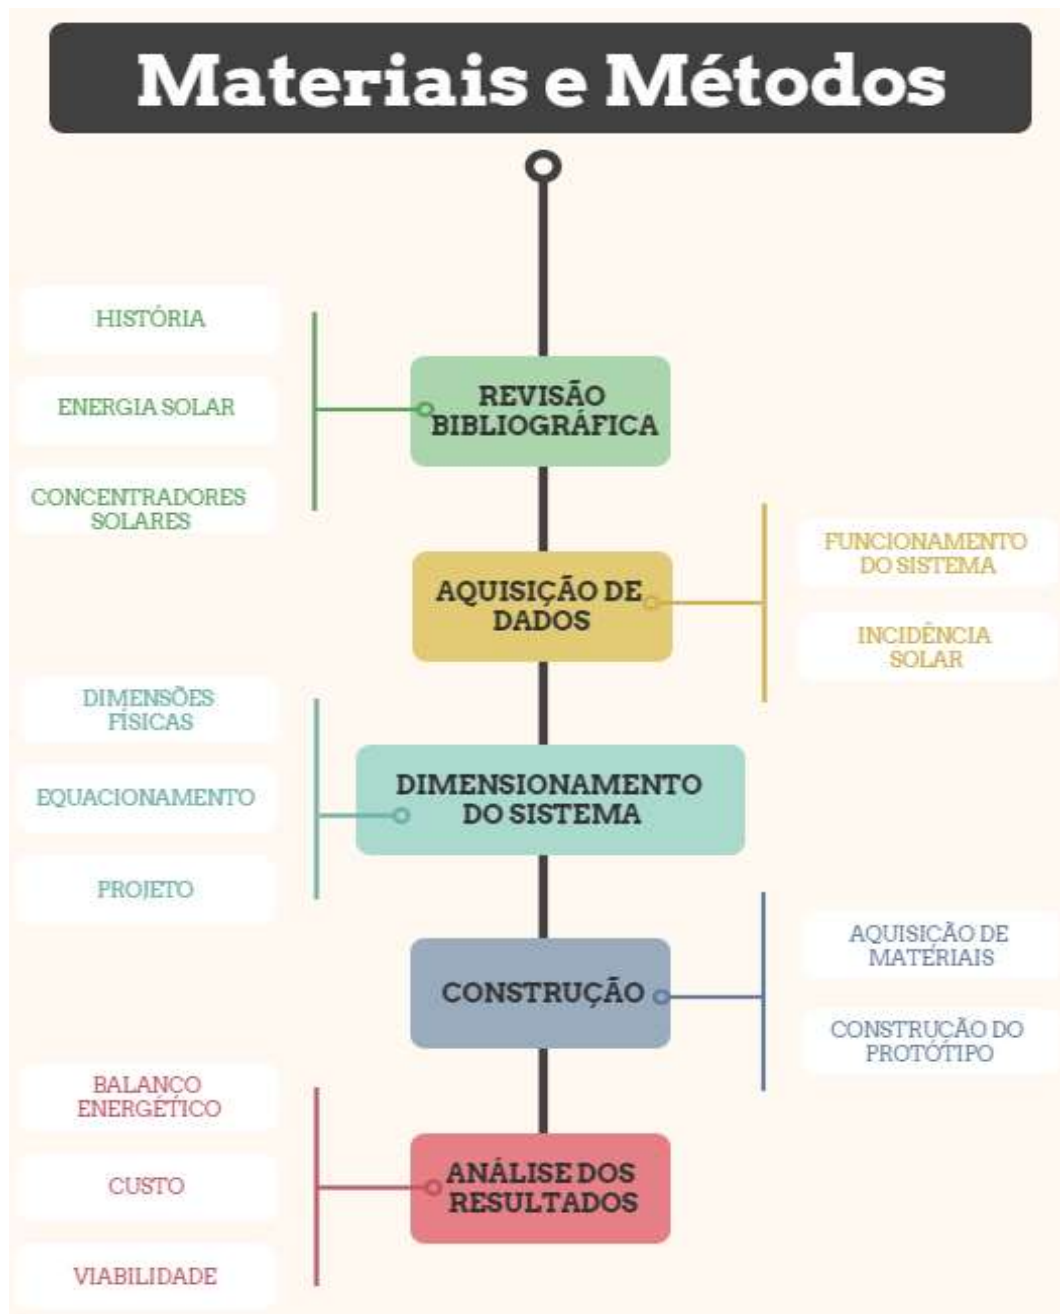 Materiais e Métodos
HISTÓRIA
ENERGIA SOLAR
CONCENTRADORES
SOLARES
REVISÃO
BIBLIOGRÁFICA
AQUISIÇÃO DE
DADOS
FUNCIONAMENTO
DO SISTEMA
INCIDÊNCIA
SOLAR
DIMENSÕES
FÍSICAS
EQUACIONAMENTO
PROJETO
DIMENSIONAMENTO
DO SISTEMA
CONSTRUÇÃO
AQUISIÇÃO DE
MATERIAIS
CONSTRUÇÃO DO
PROTÓTIPO
BALANÇO
ENERGÉTICO
CUSTO
VIABILIDADE
ANÁLISE DOS
RESULTADOS